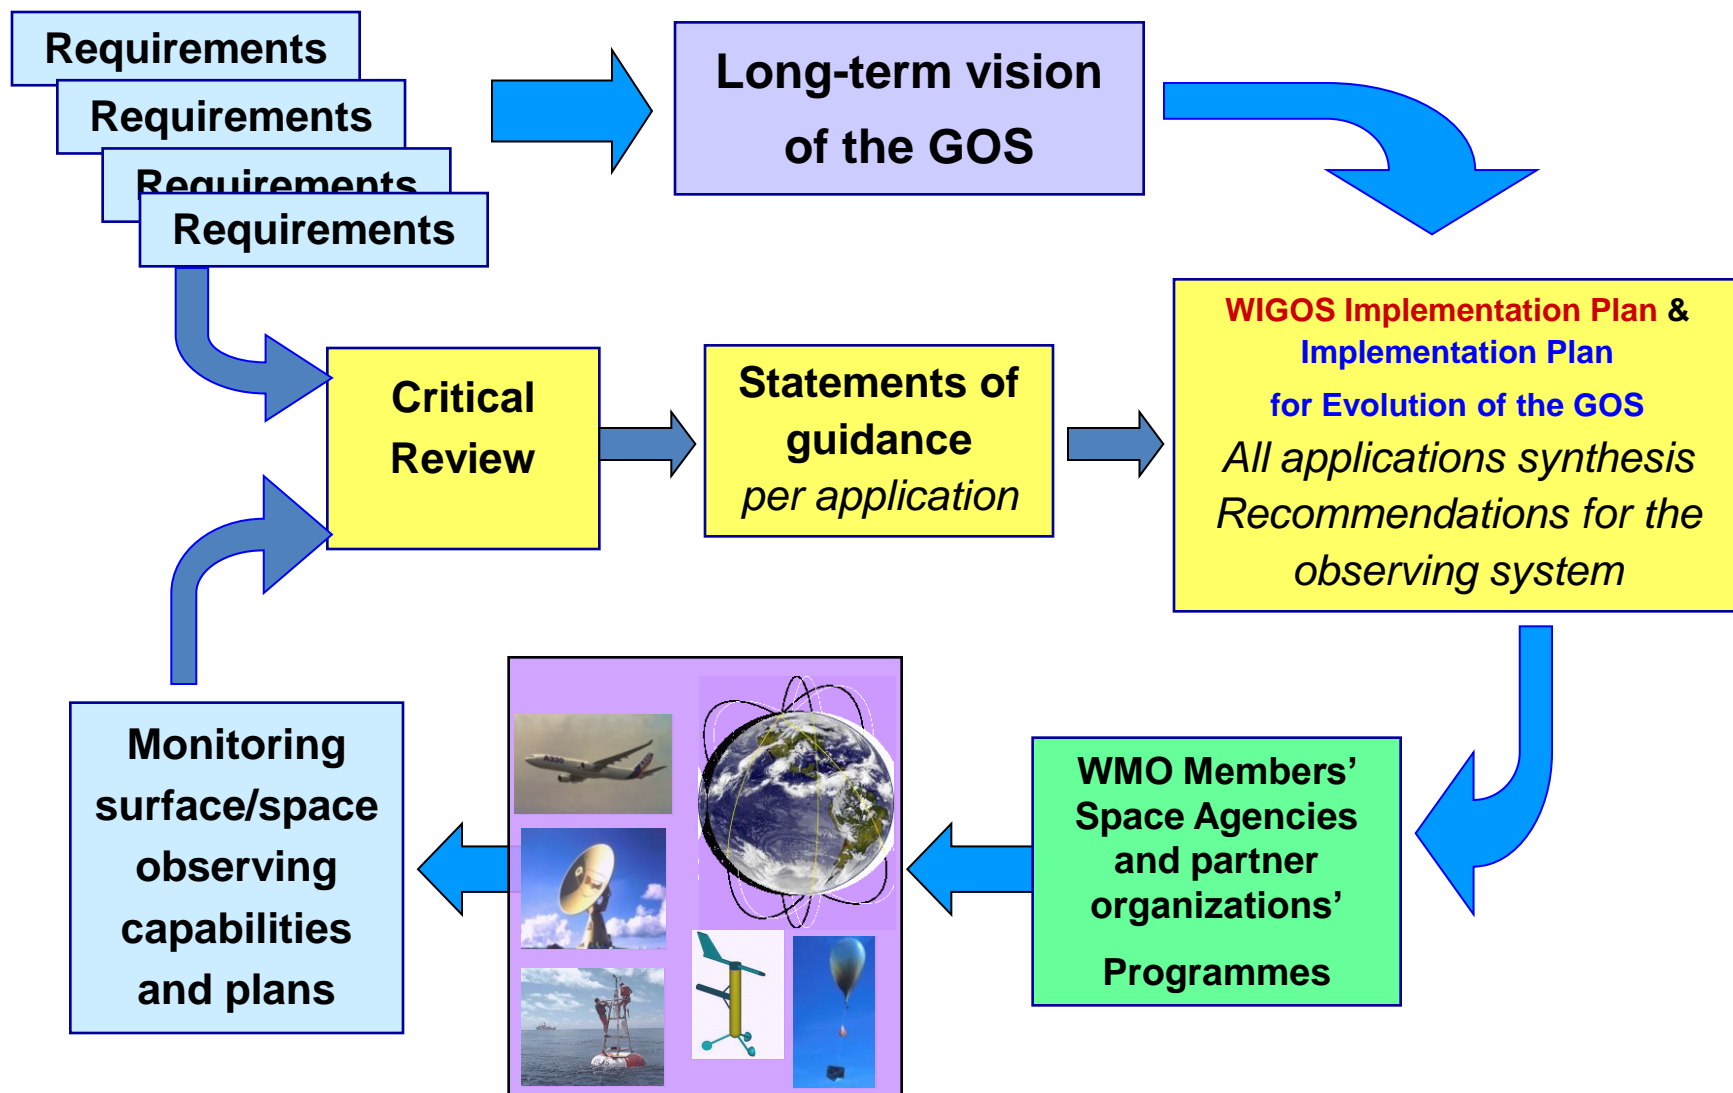 Requirements
Requirements
Requirements
Requirements
Long-term vision
of the GOS
WIGOS Implementation Plan &
Implementation Plan
for Evolution of the GOS
All applications synthesis
Recommendations for the
observing system
Critical
Review
Statements of
guidance
per application
Monitoring
surface/space
observing
capabilities
and plans
A330
WMO Members’
Space Agencies
and partner
organizations’
Programmes